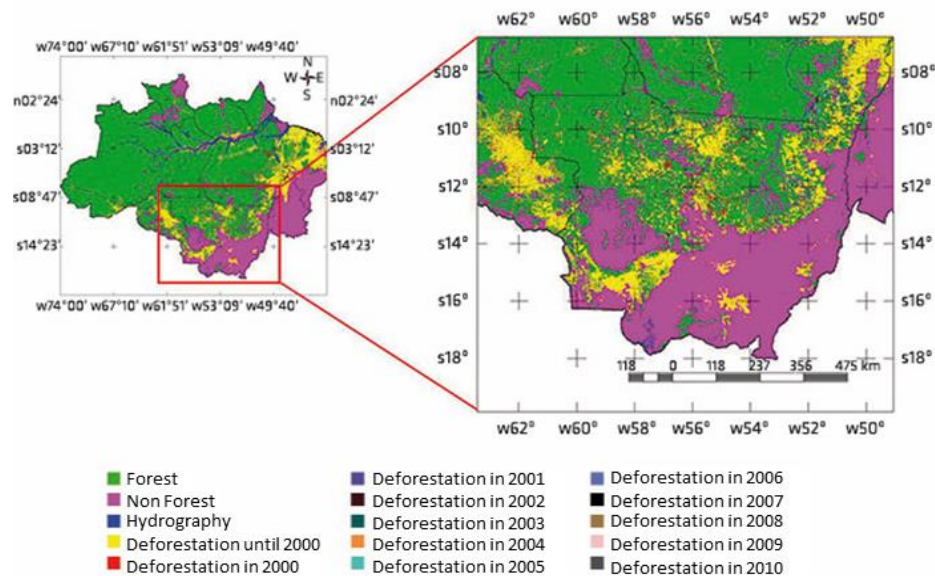 w74°00' w67°10' w61°51' w53°09' w49°40'
N
W E
S
n02°24' n02°24'
s03°12' s03°12'
s08°47' s08°47'
s14°23' s14°23'
w74°00' w67°10' w61°51' w53°09' w49°40'
w62° w60° w58° w56° w54° w52° w50°
s08° s08°
s10° s10°
s12° s12°
s14° s14°
s16° s16°
s18° s18°
118 0 118 237 356 475 km
w62° w60° w58° w56° w54° w52° w50°
Forest
Non Forest
Hydrography
Deforestation until 2000
Deforestation in 2000
Deforestation in 2001
Deforestation in 2002
Deforestation in 2003
Deforestation in 2004
Deforestation in 2005
Deforestation in 2006
Deforestation in 2007
Deforestation in 2008
Deforestation in 2009
Deforestation in 2010